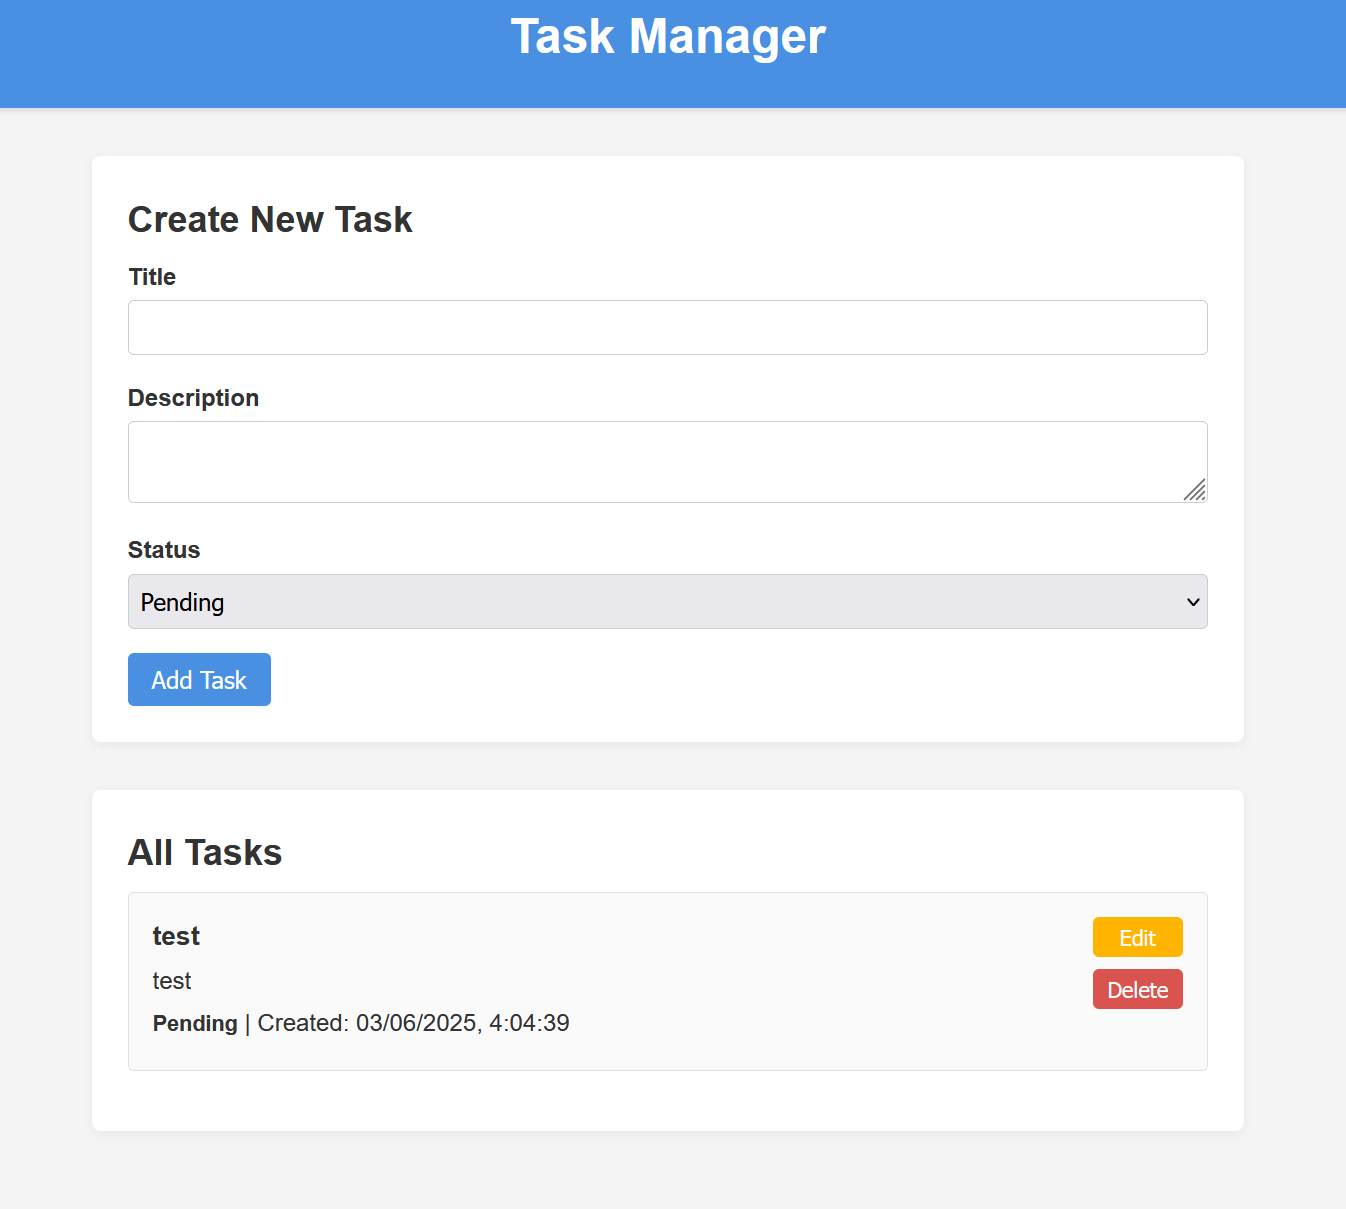 Task Manager
Create New Task
Title
Description
Status
Pending
Add Task
All Tasks
test
Edit
test
Delete
Pending | Created: 03/06/2025, 4:04:39